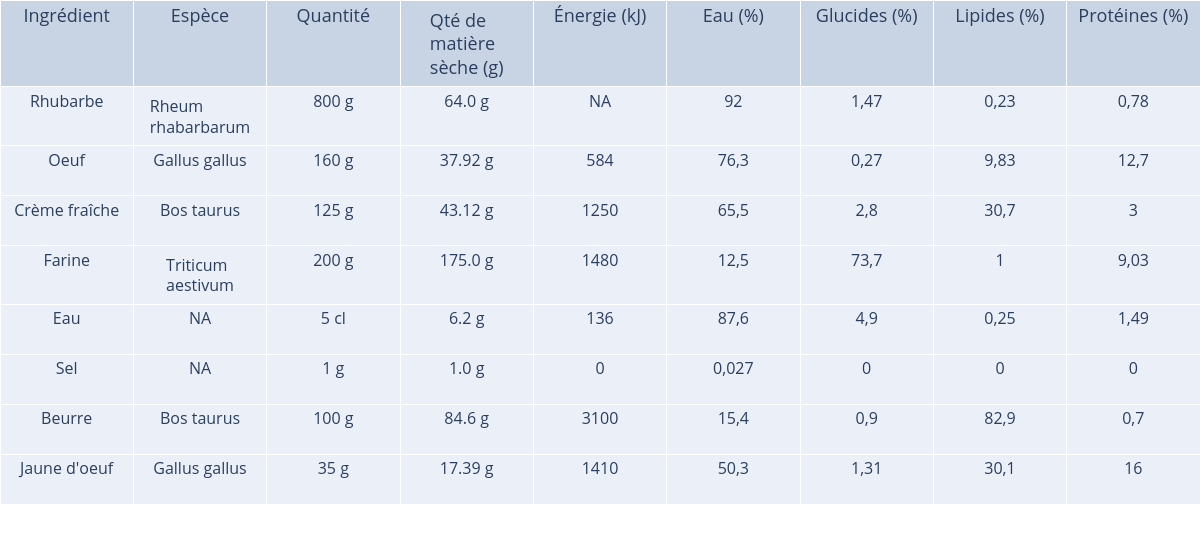 Ingrédient Espèce Quantité Qté de matière sèche (g) Énergie (kJ) Eau (%) Glucides (%) Lipides (%) Protéines (%)
Rhubarbe Rheum rhabarbarum 800 g 64.0 g NA 92 1,47 0,23 0,78
Oeuf Gallus gallus 160 g 37.92 g 584 76,3 0,27 9,83 12,7
Crème fraîche Bos taurus 125 g 43.12 g 1250 65,5 2,8 30,7 3
Farine Triticum aestivum 200 g 175.0 g 1480 12,5 73,7 1 9,03
Eau NA 5 cl 6.2 g 136 87,6 4,9 0,25 1,49
Sel NA 1 g 1.0 g 0 0,027 0 0 0
Beurre Bos taurus 100 g 84.6 g 3100 15,4 0,9 82,9 0,7
Jaune d'oeuf Gallus gallus 35 g 17.39 g 1410 50,3 1,31 30,1 16